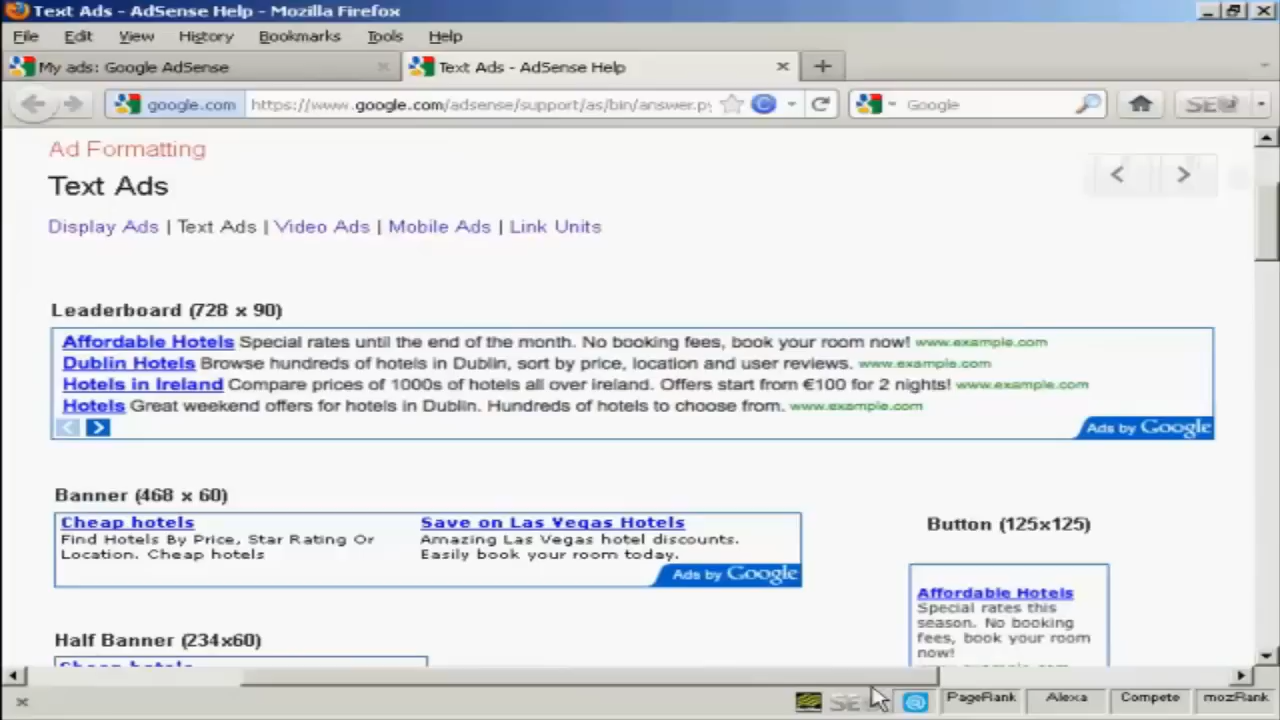 Text Ads - AdSense Help - Mozilla Firefox
File Edit View History Bookmarks Tools Help
My ads: Google AdSense
Text Ads - AdSense Help
google.com https://www.google.com/adsense/support/as/bin/answer.py
Google
Ad Formatting
Text Ads
Display Ads | Text Ads | Video Ads | Mobile Ads | Link Units
Leaderboard (728 x 90)
Affordable Hotels Special rates until the end of the month. No booking fees, book your room now! www.example.com
Dublin Hotels Browse hundreds of hotels in Dublin, sort by price, location and user reviews. www.example.com
Hotels in Ireland Compare prices of 1000s of hotels all over ireland. Offers start from €100 for 2 nights! www.example.com
Hotels Great weekend offers for hotels in Dublin. Hundreds of hotels to choose from. www.example.com
Ads by Google
Banner (468 x 60)
Cheap hotels
Find Hotels By Price, Star Rating Or
Location. Cheap hotels
Save on Las Vegas Hotels
Amazing Las Vegas hotel discounts.
Easily book your room today.
Ads by Google
Button (125x125)
Affordable Hotels
Special rates this
season. No booking
fees, book your room
now!
Half Banner (234x60)
Cheap hotels
PageRank Alexa Compete mozRank